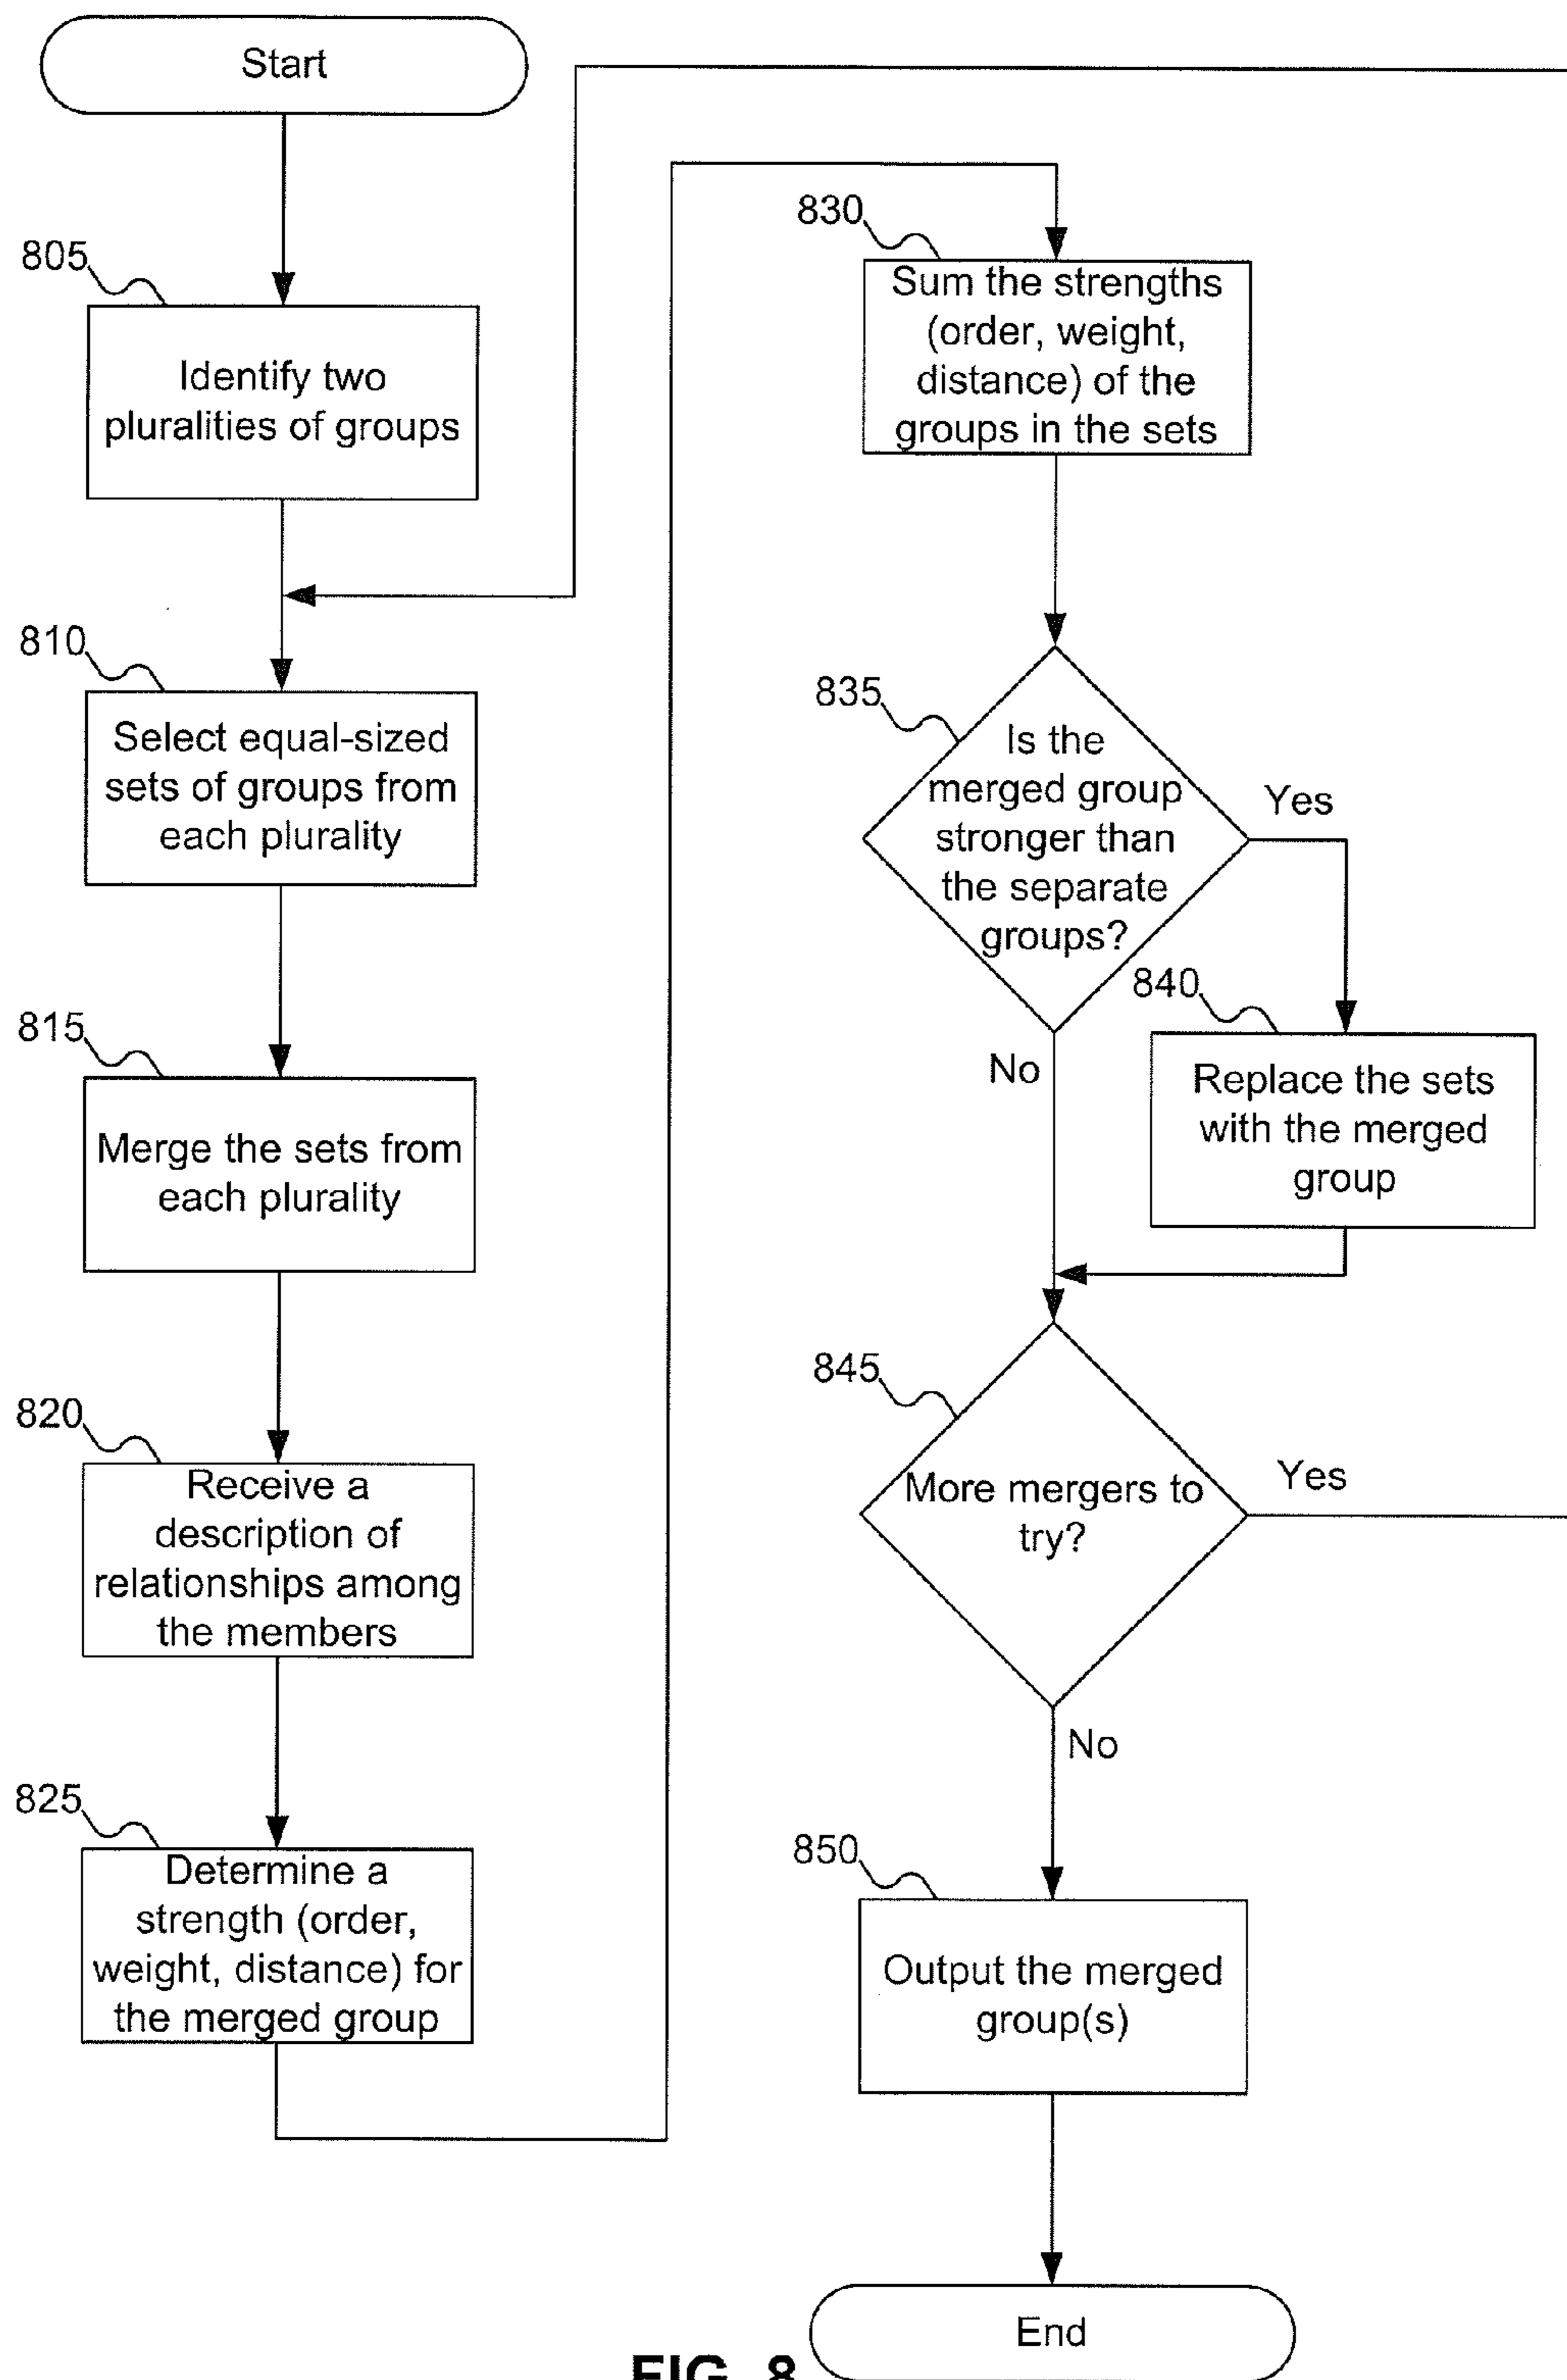 Start
805
Identify two
pluralities of groups
810
Select equal-sized
sets of groups from
each plurality
815
Merge the sets from
each plurality
820
Receive a
description of
relationships among
the members
825
Determine a
strength (order,
weight, distance) for
the merged group
830
Sum the strengths
(order, weight,
distance) of the
groups in the sets
835
Is the
merged group
stronger than
the separate
groups?
Yes
No
840
Replace the sets
with the merged
group
845
More mergers to
try?
Yes
No
850
Output the merged
group(s)
End
FIG. 8